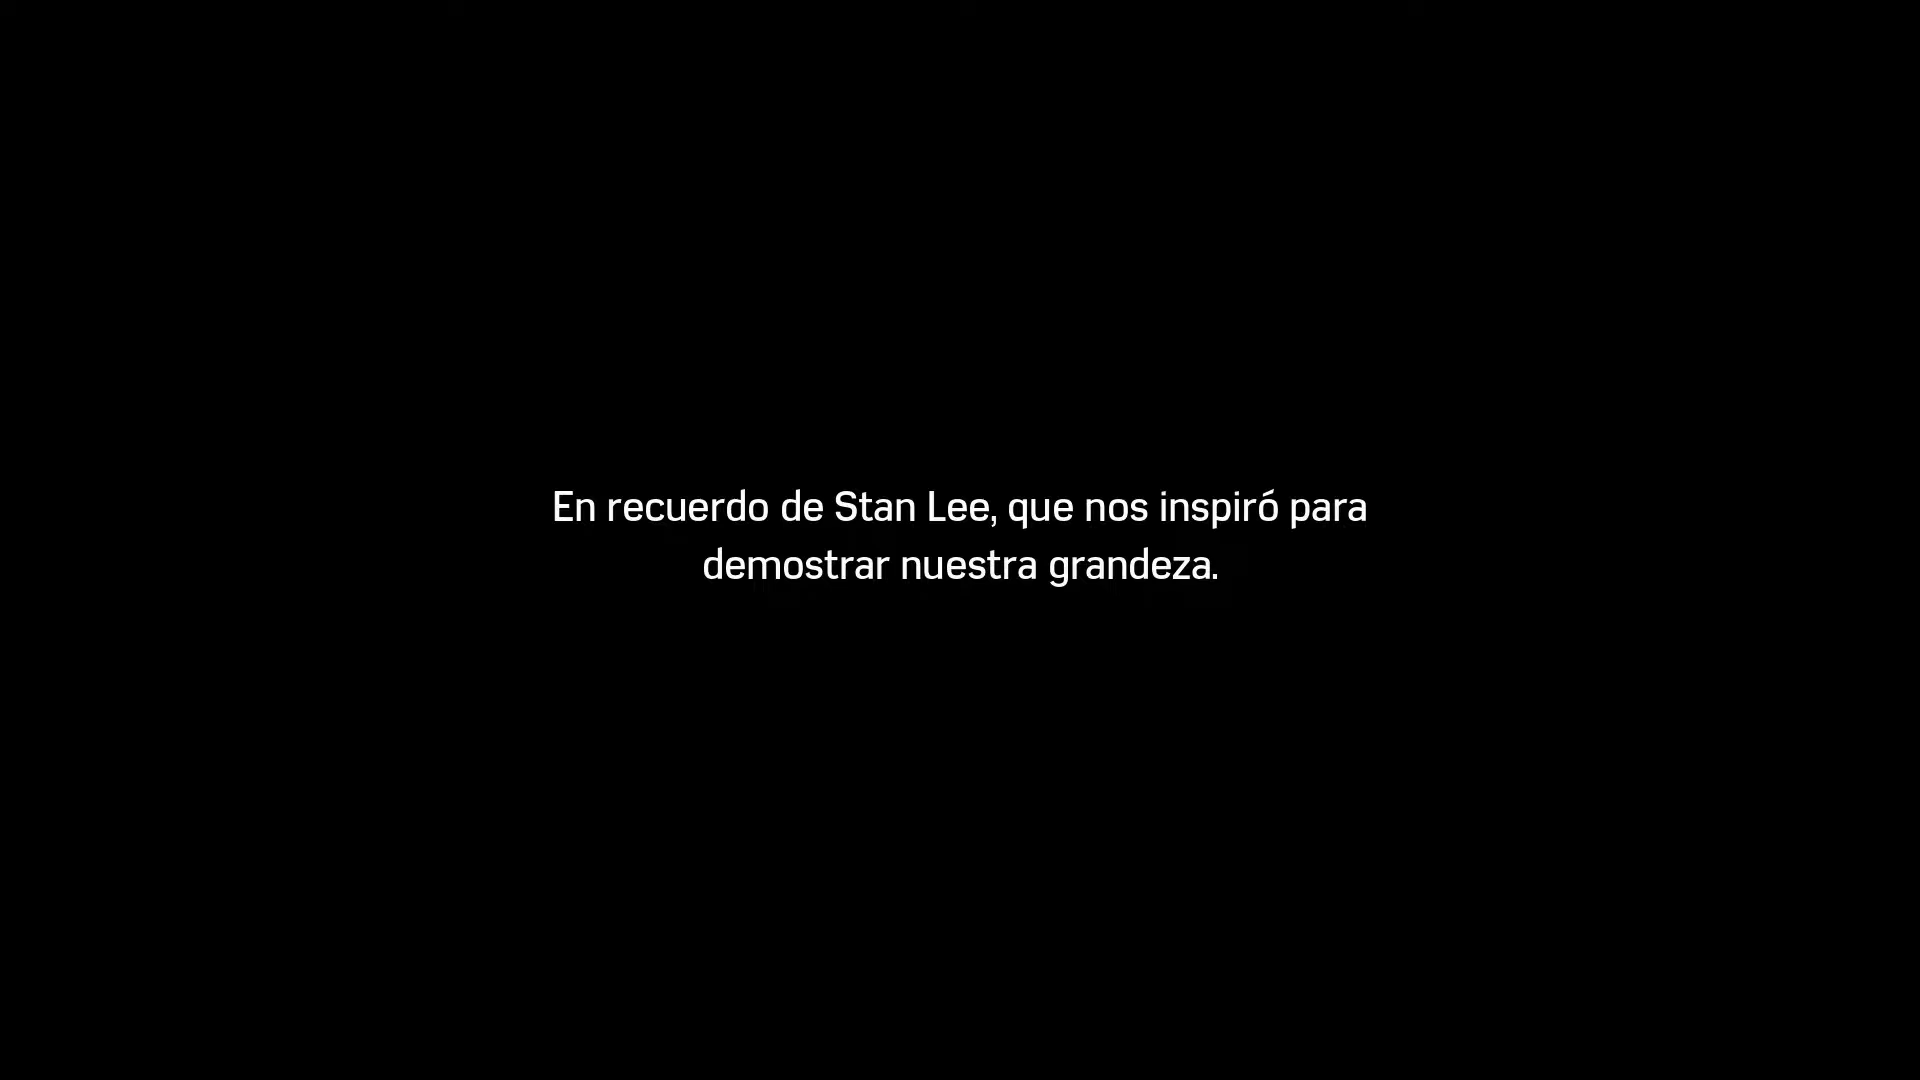 En recuerdo de Stan Lee, que nos inspiró para
demostrar nuestra grandeza.